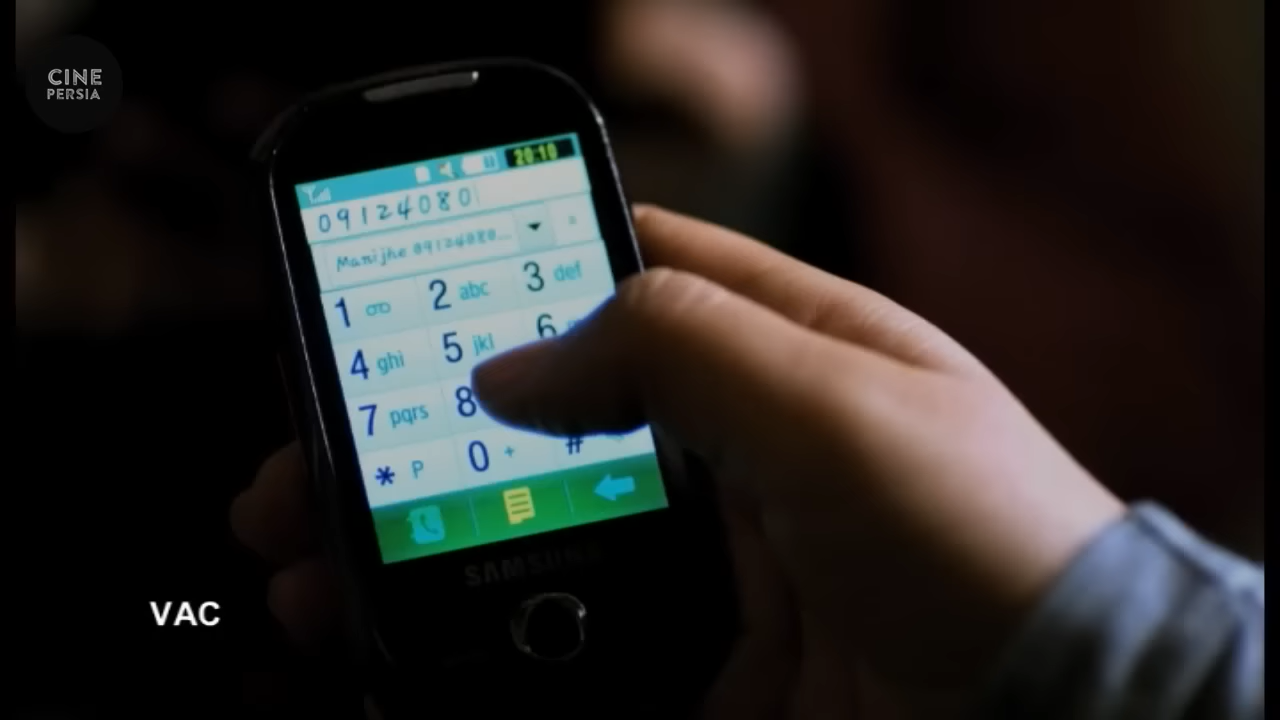 CINE
PERSIA
20:10
09124080
Manijhe 09124080...
1
2 abc
3 def
4 ghi
5 jkl
6
7 pqrs
8
* P
0 +
#
SAMSUNG
VAC